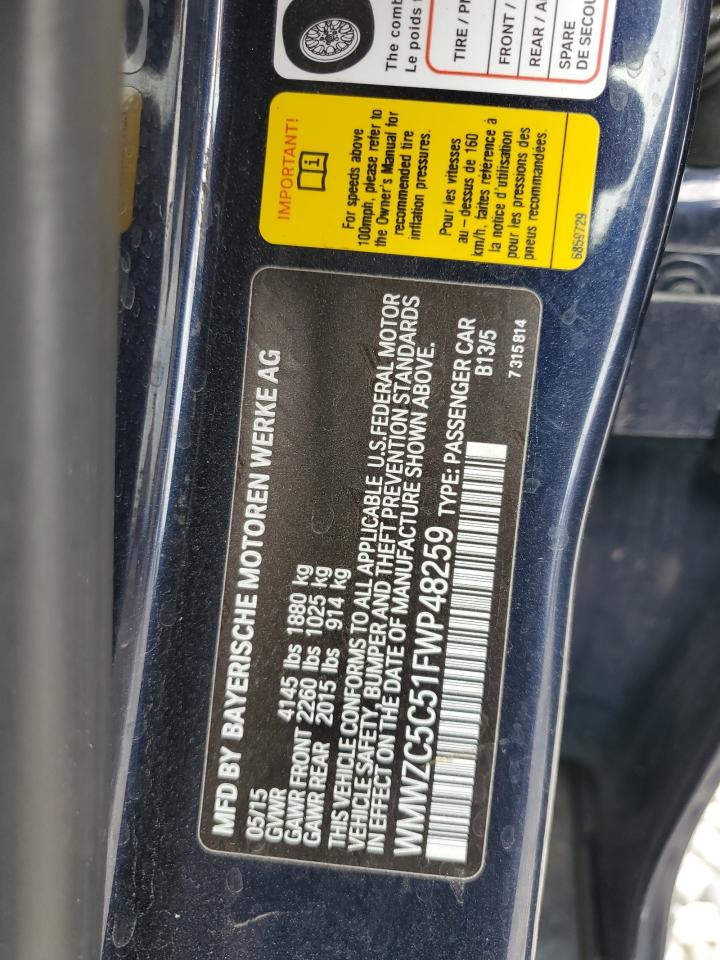 MFD BY BAYERISCHE MOTOREN WERKE AG
05/15
GVWR 4145 lbs 1880 kg
GAWR FRONT 2260 lbs 1025 kg
GAWR REAR 2015 lbs 914 kg
THIS VEHICLE CONFORMS TO ALL APPLICABLE U.S.FEDERAL MOTOR
VEHICLE SAFETY, BUMPER AND THEFT PREVENTION STANDARDS
IN EFFECT ON THE DATE OF MANUFACTURE SHOWN ABOVE.
WMWZC5C51FWP48259 TYPE: PASSENGER CAR
B13/5
7 315 814
IMPORTANT!
For speeds above
100mph, please refer to
the Owner's Manual for
recommended tire
inflation pressures.
Pour les vitesses
au - dessus de 160
km/h, faites référence à
la notice d'utilisation
pour les pressions des
pneus recommandées.
6859729
The comb
Le poids
TIRE / P
FRONT /
REAR / A
SPARE
DE SECOU